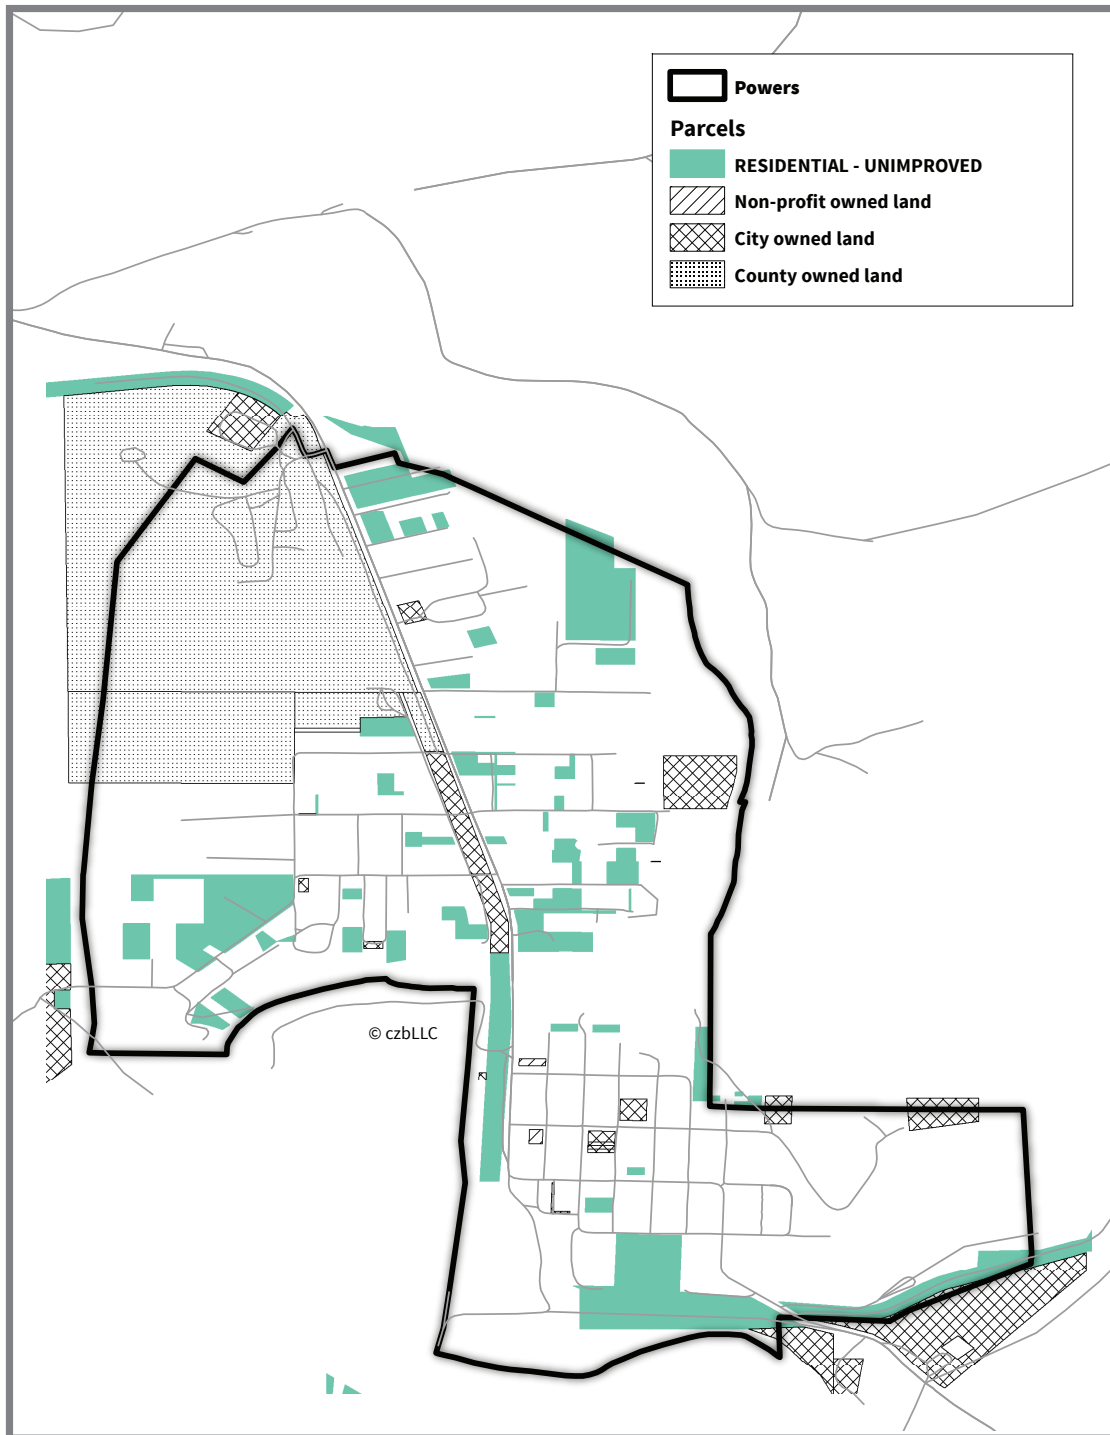 Powers
Parcels
RESIDENTIAL - UNIMPROVED
Non-profit owned land
City owned land
County owned land
© czbLLC